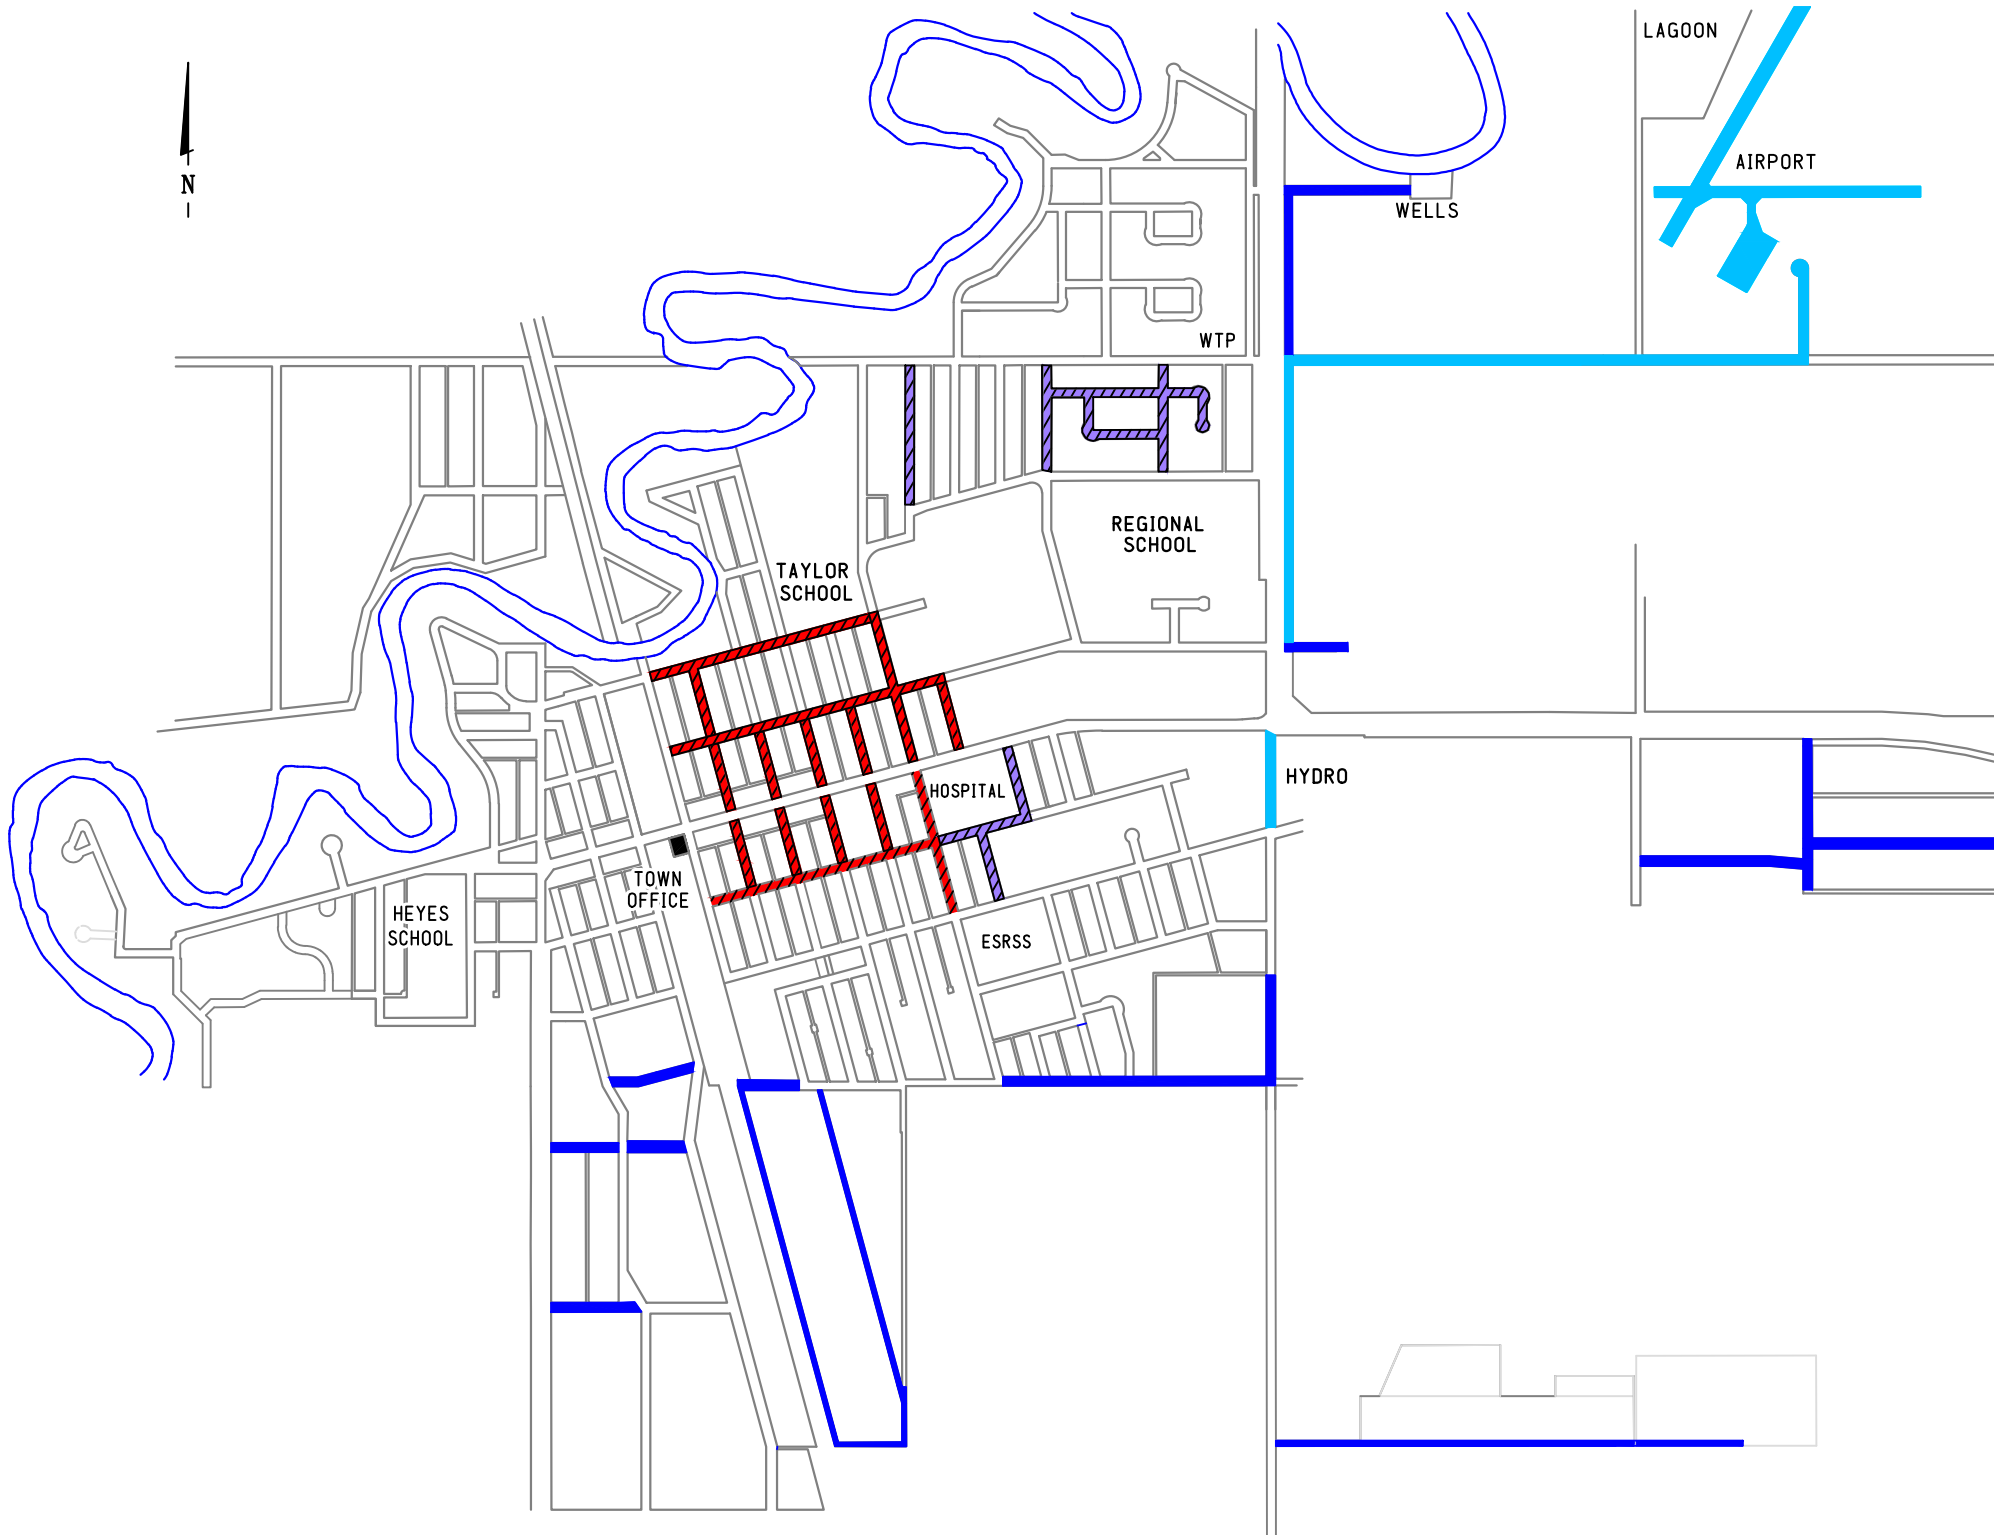 LAGOON
AIRPORT
N
WELLS
WTP
REGIONAL
SCHOOL
TAYLOR
SCHOOL
HYDRO
HOSPITAL
TOWN
OFFICE
HEYES
SCHOOL
ESRSS